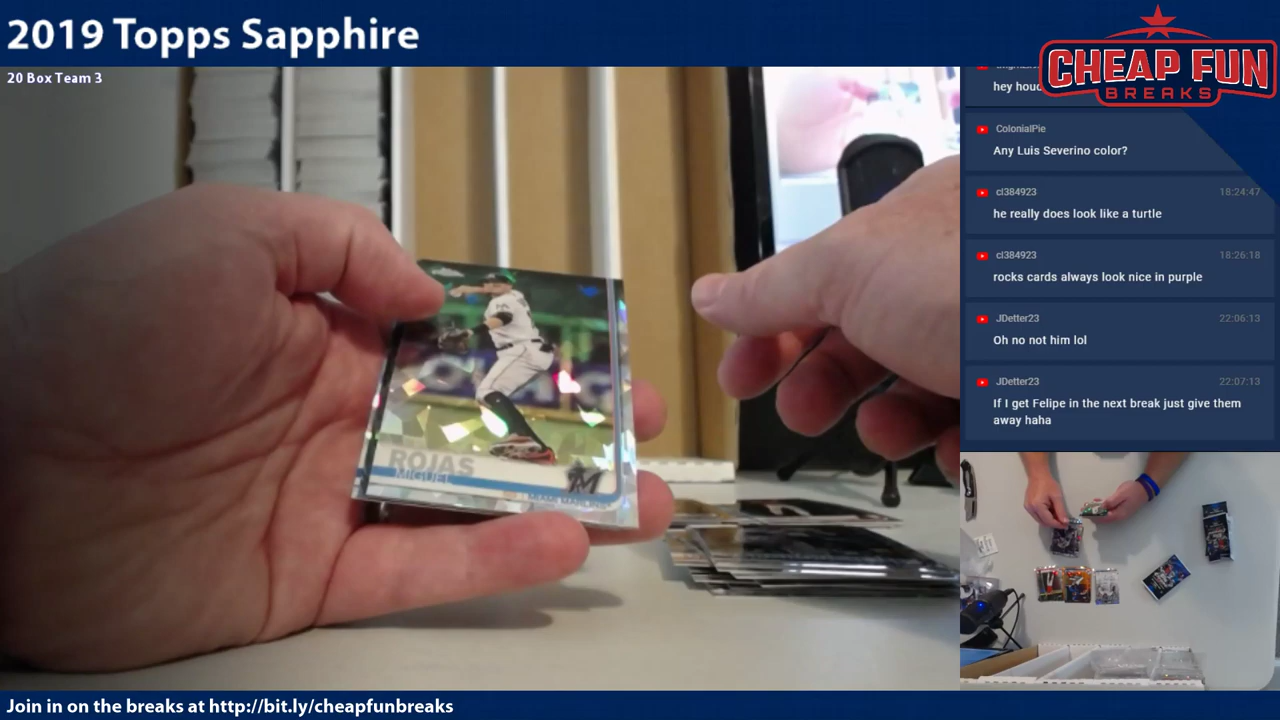 2019 Topps Sapphire
20 Box Team 3
CHEAP FUN
BREAKS
hey houd
ColonialPie
Any Luis Severino color?
cl384923 18:24:47
he really does look like a turtle
cl384923 18:26:18
rocks cards always look nice in purple
JDetter23 22:06:13
Oh no not him lol
JDetter23 22:07:13
If I get Felipe in the next break just give them
away haha
ROJAS
MIGUEL
MIAMI MARLINS
Join in on the breaks at http://bit.ly/cheapfunbreaks